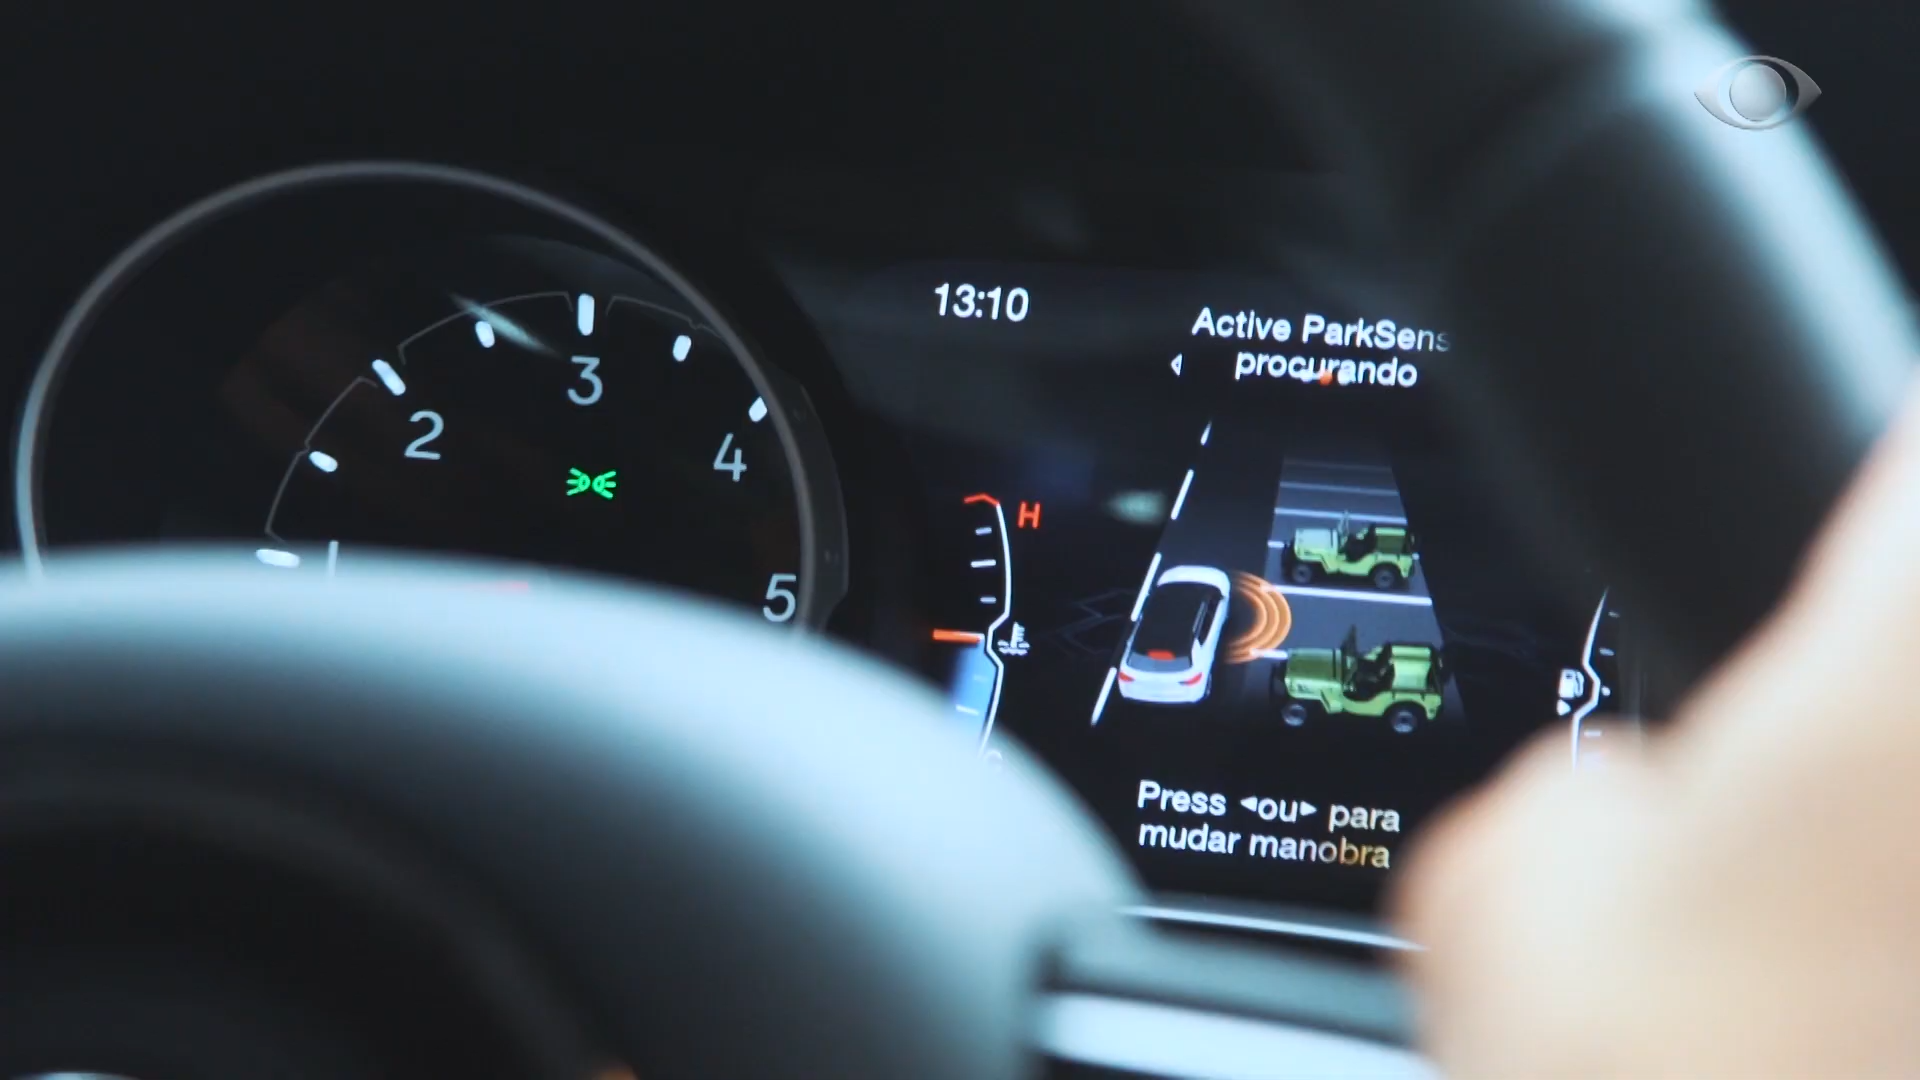 13:10
Active ParkSens
procurando
2
3
4
5
H
Press ◄ou► para
mudar manobra